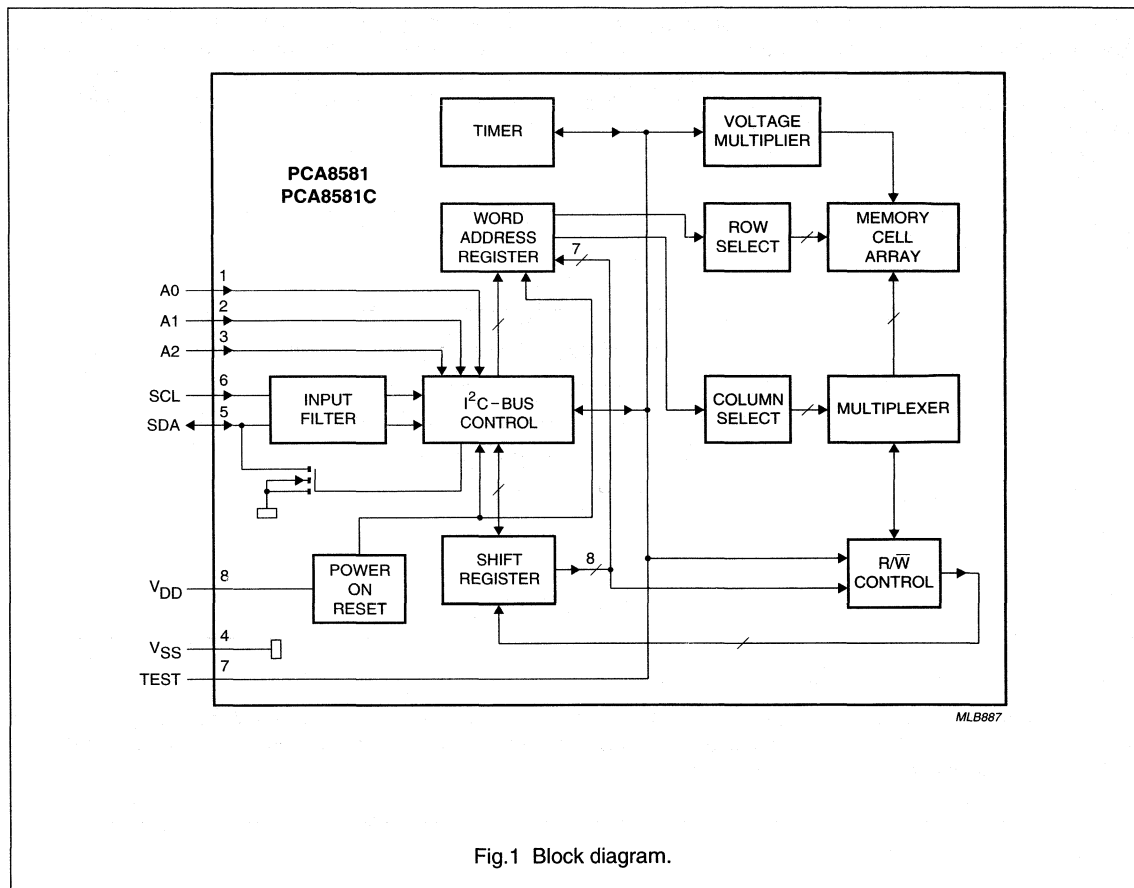 TIMER
VOLTAGE
MULTIPLIER
PCA8581
PCA8581C
WORD
ADDRESS
REGISTER
7
ROW
SELECT
MEMORY
CELL
ARRAY
A0
1
A1
2
A2
3
SCL
6
SDA
5
INPUT
FILTER
I²C-BUS
CONTROL
COLUMN
SELECT
MULTIPLEXER
POWER
ON
RESET
SHIFT
REGISTER
8
R/W̅
CONTROL
VDD
8
VSS
4
TEST
7
MLB887
Fig.1 Block diagram.